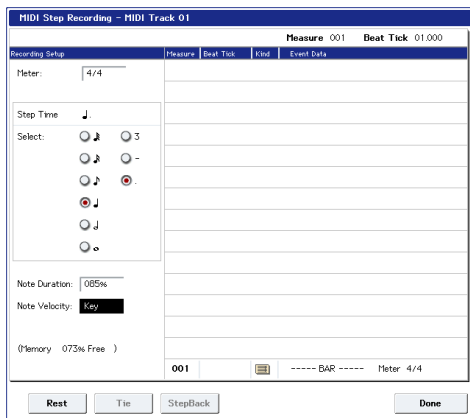 MIDI Step Recording - MIDI Track 01
Measure 001 Beat Tick 01.000
Recording Setup Measure Beat Tick Kind Event Data
Meter: 4/4
Step Time .
Select: 3
-
.
Note Duration: 085%
Note Velocity: Key
(Memory 073% Free )
001 ----- BAR ----- Meter 4/4
Rest Tie StepBack Done